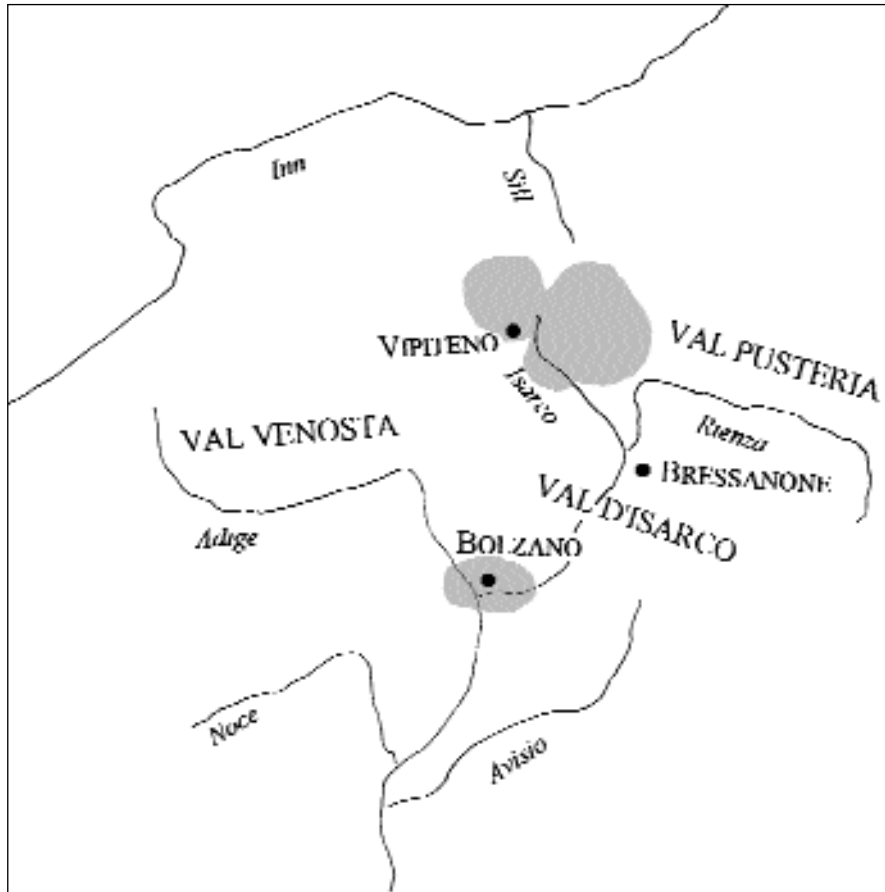 Inn
Sill
VIPITENO
VAL PUSTERIA
Isarco
VAL VENOSTA
Rienza
BRESSANONE
VAL D'ISARCO
Adige
BOLZANO
Noce
Avisio